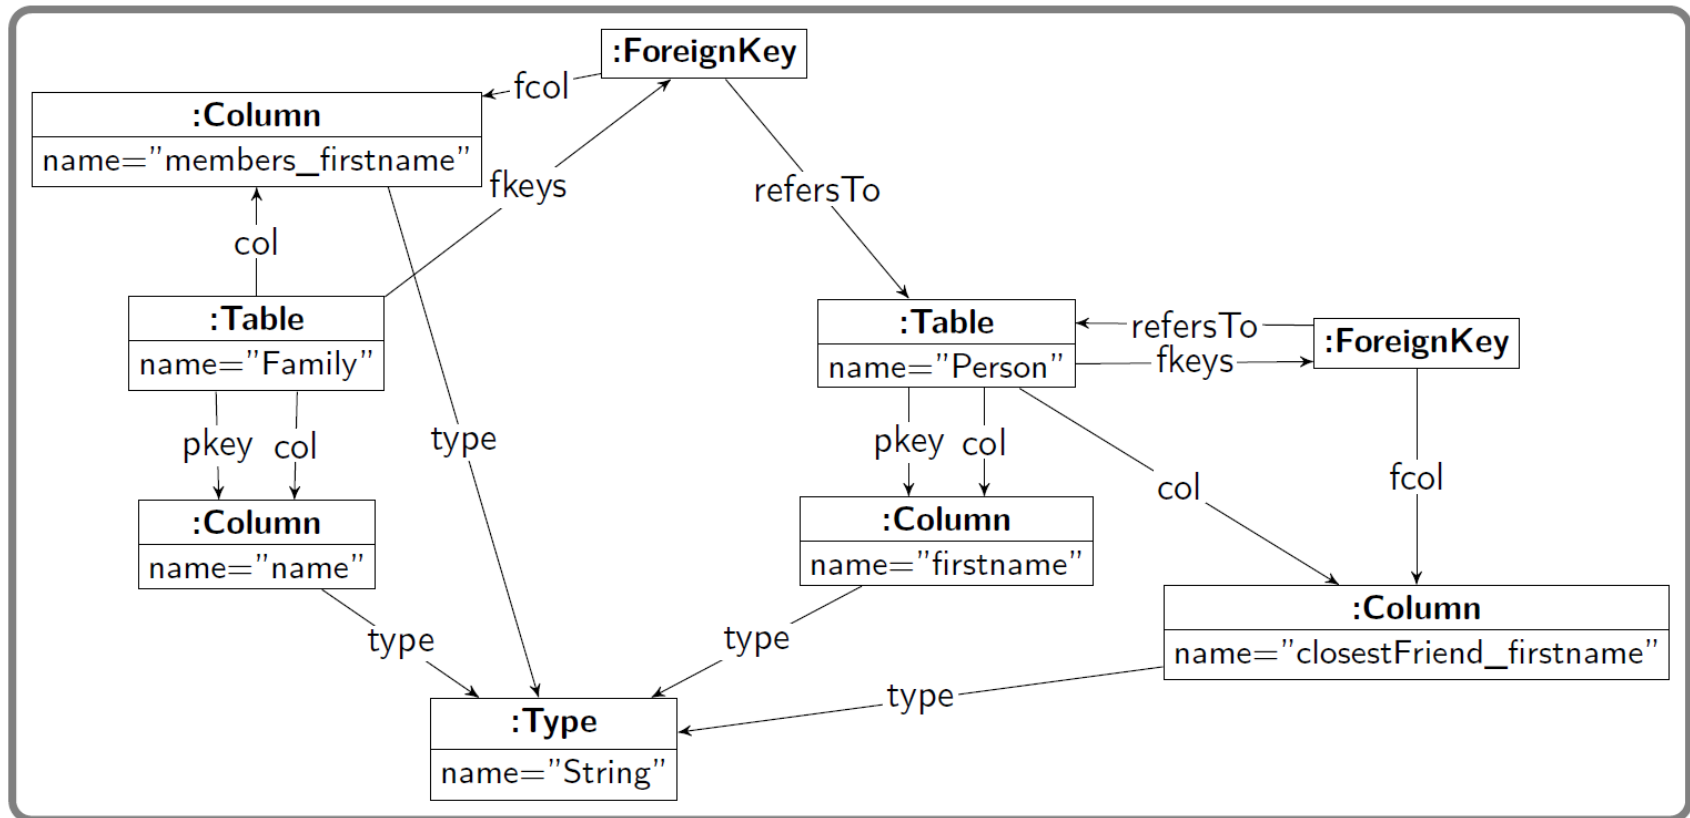 :ForeignKey
fcol
:Column
name="members_firstname"
fkeys
refersTo
col
:Table
name="Family"
:Table
name="Person"
refersTo
fkeys
:ForeignKey
pkey
col
type
pkey
col
col
fcol
:Column
name="name"
:Column
name="firstname"
:Column
name="closestFriend_firstname"
type
type
type
:Type
name="String"